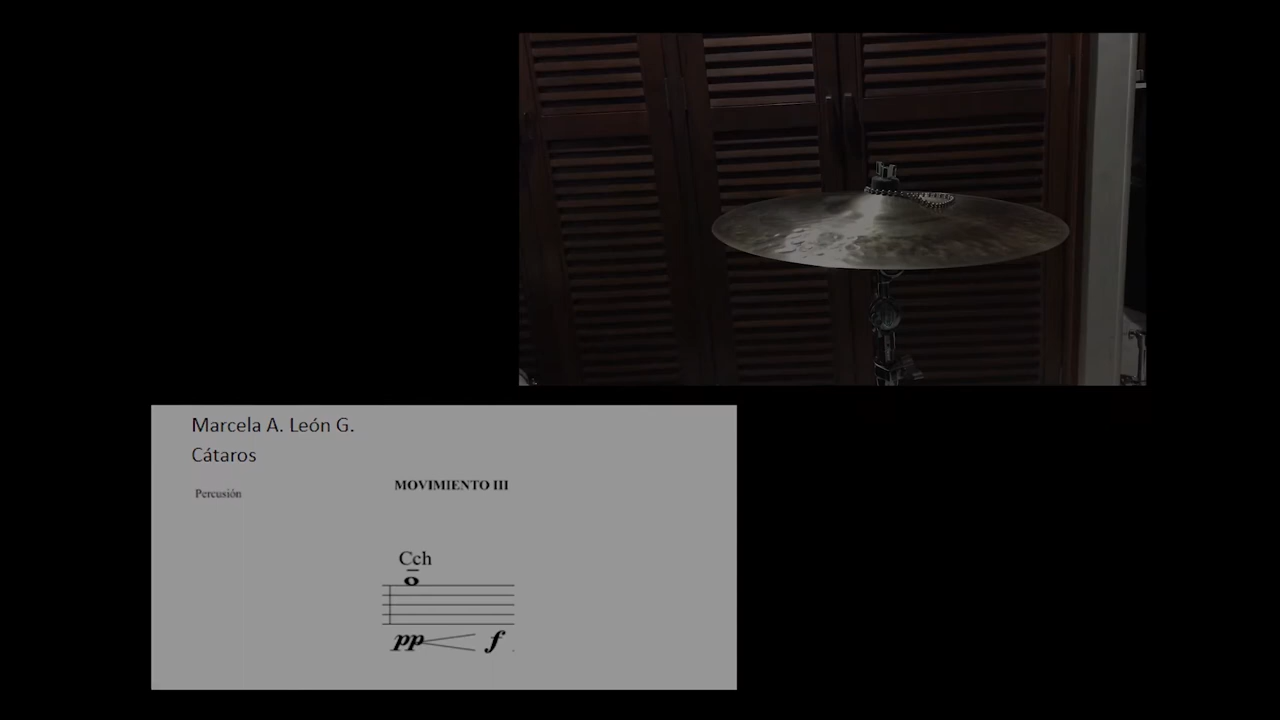 Marcela A. León G.
Cátaros
MOVIMIENTO III
Percusión
Cch
pp f